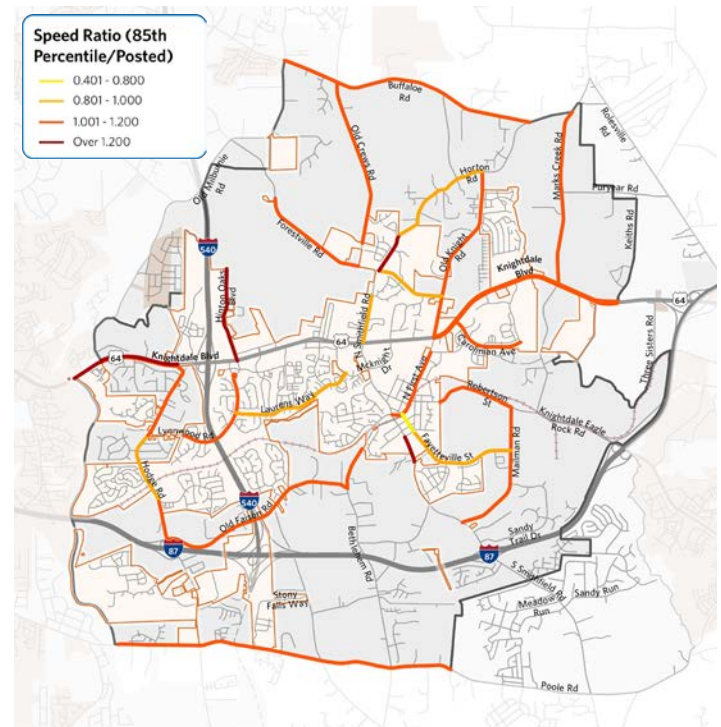 Speed Ratio (85th
Percentile/Posted)
0.401 - 0.800
0.801 - 1.000
1.001 - 1.200
Over 1.200
Buffaloe
Rd
Rolesville
Rd
Old Milburnie
Rd
Old Crews Rd
Horton
Rd
Marks Creek Rd
Puryear Rd
Keiths Rd
Forestville Rd
Old Knight
Rd
540
Hinton Oaks
Blvd
Knightdale
Blvd
64
N Smithfield Rd
64
Carolinian Ave
Three Sisters Rd
64
Knightdale Blvd
Mcknight
Dr
N First Ave
Laurens Way
Robertson
St
Lynnwood Rd
Knightdale Eagle
Rock Rd
Fayetteville St
Mailman Rd
Hodge Rd
540
Old Faison Rd
87
Bethlehem Rd
87
Sandy
Trail Dr
S Smithfield Rd
Stony
Falls Way
Sandy Run
Meadow
Run
Poole Rd